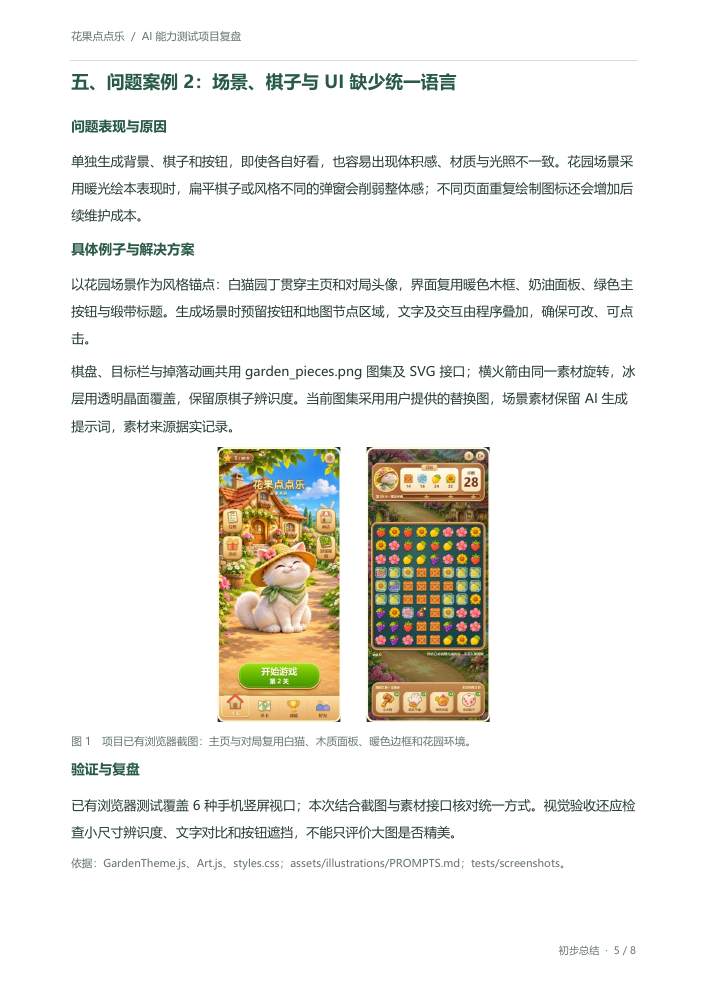 花果点点乐 / AI 能力测试项目复盘
五、问题案例 2：场景、棋子与 UI 缺少统一语言
问题表现与原因
单独生成背景、棋子和按钮，即使各自好看，也容易出现体积感、材质与光照不一致。花园场景采
用暖光绘本表现时，扁平棋子或风格不同的弹窗会削弱整体感；不同页面重复绘制图标还会增加后
续维护成本。
具体例子与解决方案
以花园场景作为风格锚点：白猫园丁贯穿主页和对局头像，界面复用暖色木框、奶油面板、绿色主
按钮与缎带标题。生成场景时预留按钮和地图节点区域，文字及交互由程序叠加，确保可改、可点
击。
棋盘、目标栏与掉落动画共用 garden_pieces.png 图集及 SVG 接口；横火箭由同一素材旋转，冰
层用透明晶面覆盖，保留原棋子辨识度。当前图集采用用户提供的替换图，场景素材保留 AI 生成
提示词，素材来源据实记录。
花果点点乐
开始游戏
第 2 关
28
14 16 24 22
图 1 项目已有浏览器截图：主页与对局复用白猫、木质面板、暖色边框和花园环境。
验证与复盘
已有浏览器测试覆盖 6 种手机竖屏视口；本次结合截图与素材接口核对统一方式。视觉验收还应检
查小尺寸辨识度、文字对比和按钮遮挡，不能只评价大图是否精美。
依据：GardenTheme.js、Art.js、styles.css；assets/illustrations/PROMPTS.md；tests/screenshots。
初步总结 · 5 / 8